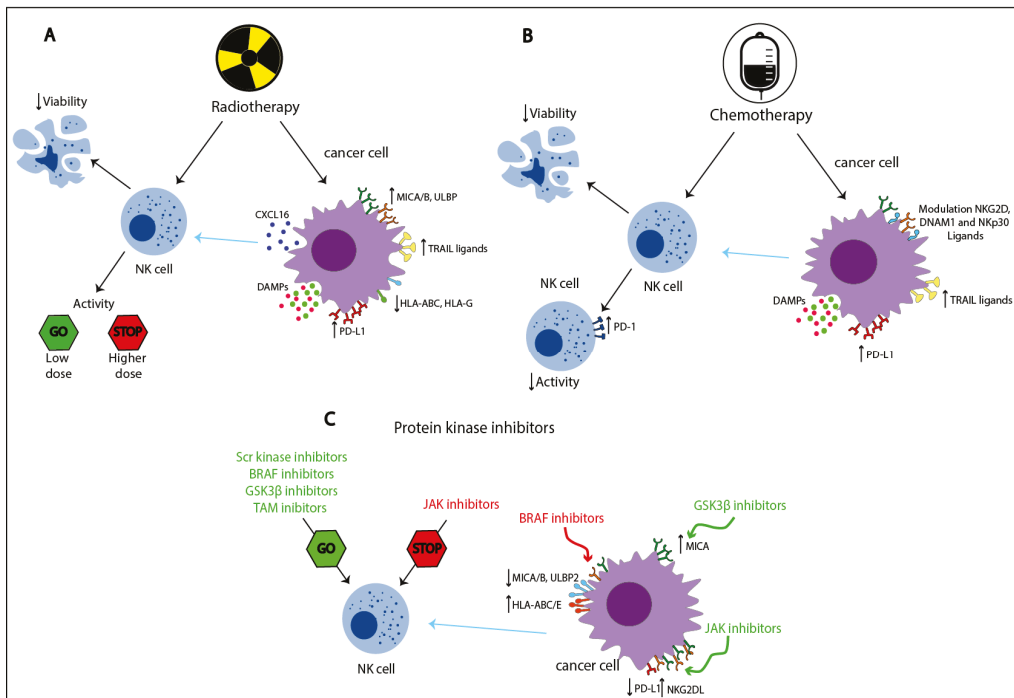 A
Radiotherapy
↓Viability
cancer cell
CXCL16
↑ MICA/B, ULBP
NK cell
↑ TRAIL ligands
DAMPs
↓HLA-ABC, HLA-G
↑ PD-L1
Activity
GO
STOP
Low
dose
Higher
dose
B
Chemotherapy
↓Viability
cancer cell
Modulation NKG2D,
DNAM1 and NKp30
Ligands
NK cell
NK cell
DAMPs
↑ TRAIL ligands
↑ PD-1
↑ PD-L1
↓Activity
C
Protein kinase inhibitors
Scr kinase inhibitors
BRAF inhibitors
GSK3β inhibitors
TAM inibitors
JAK inhibitors
GO
STOP
NK cell
BRAF inhibitors
GSK3β inhibitors
↑ MICA
↓ MICA/B, ULBP2
↑ HLA-ABC/E
JAK inhibitors
cancer cell
↓ PD-L1↑ NKG2DL